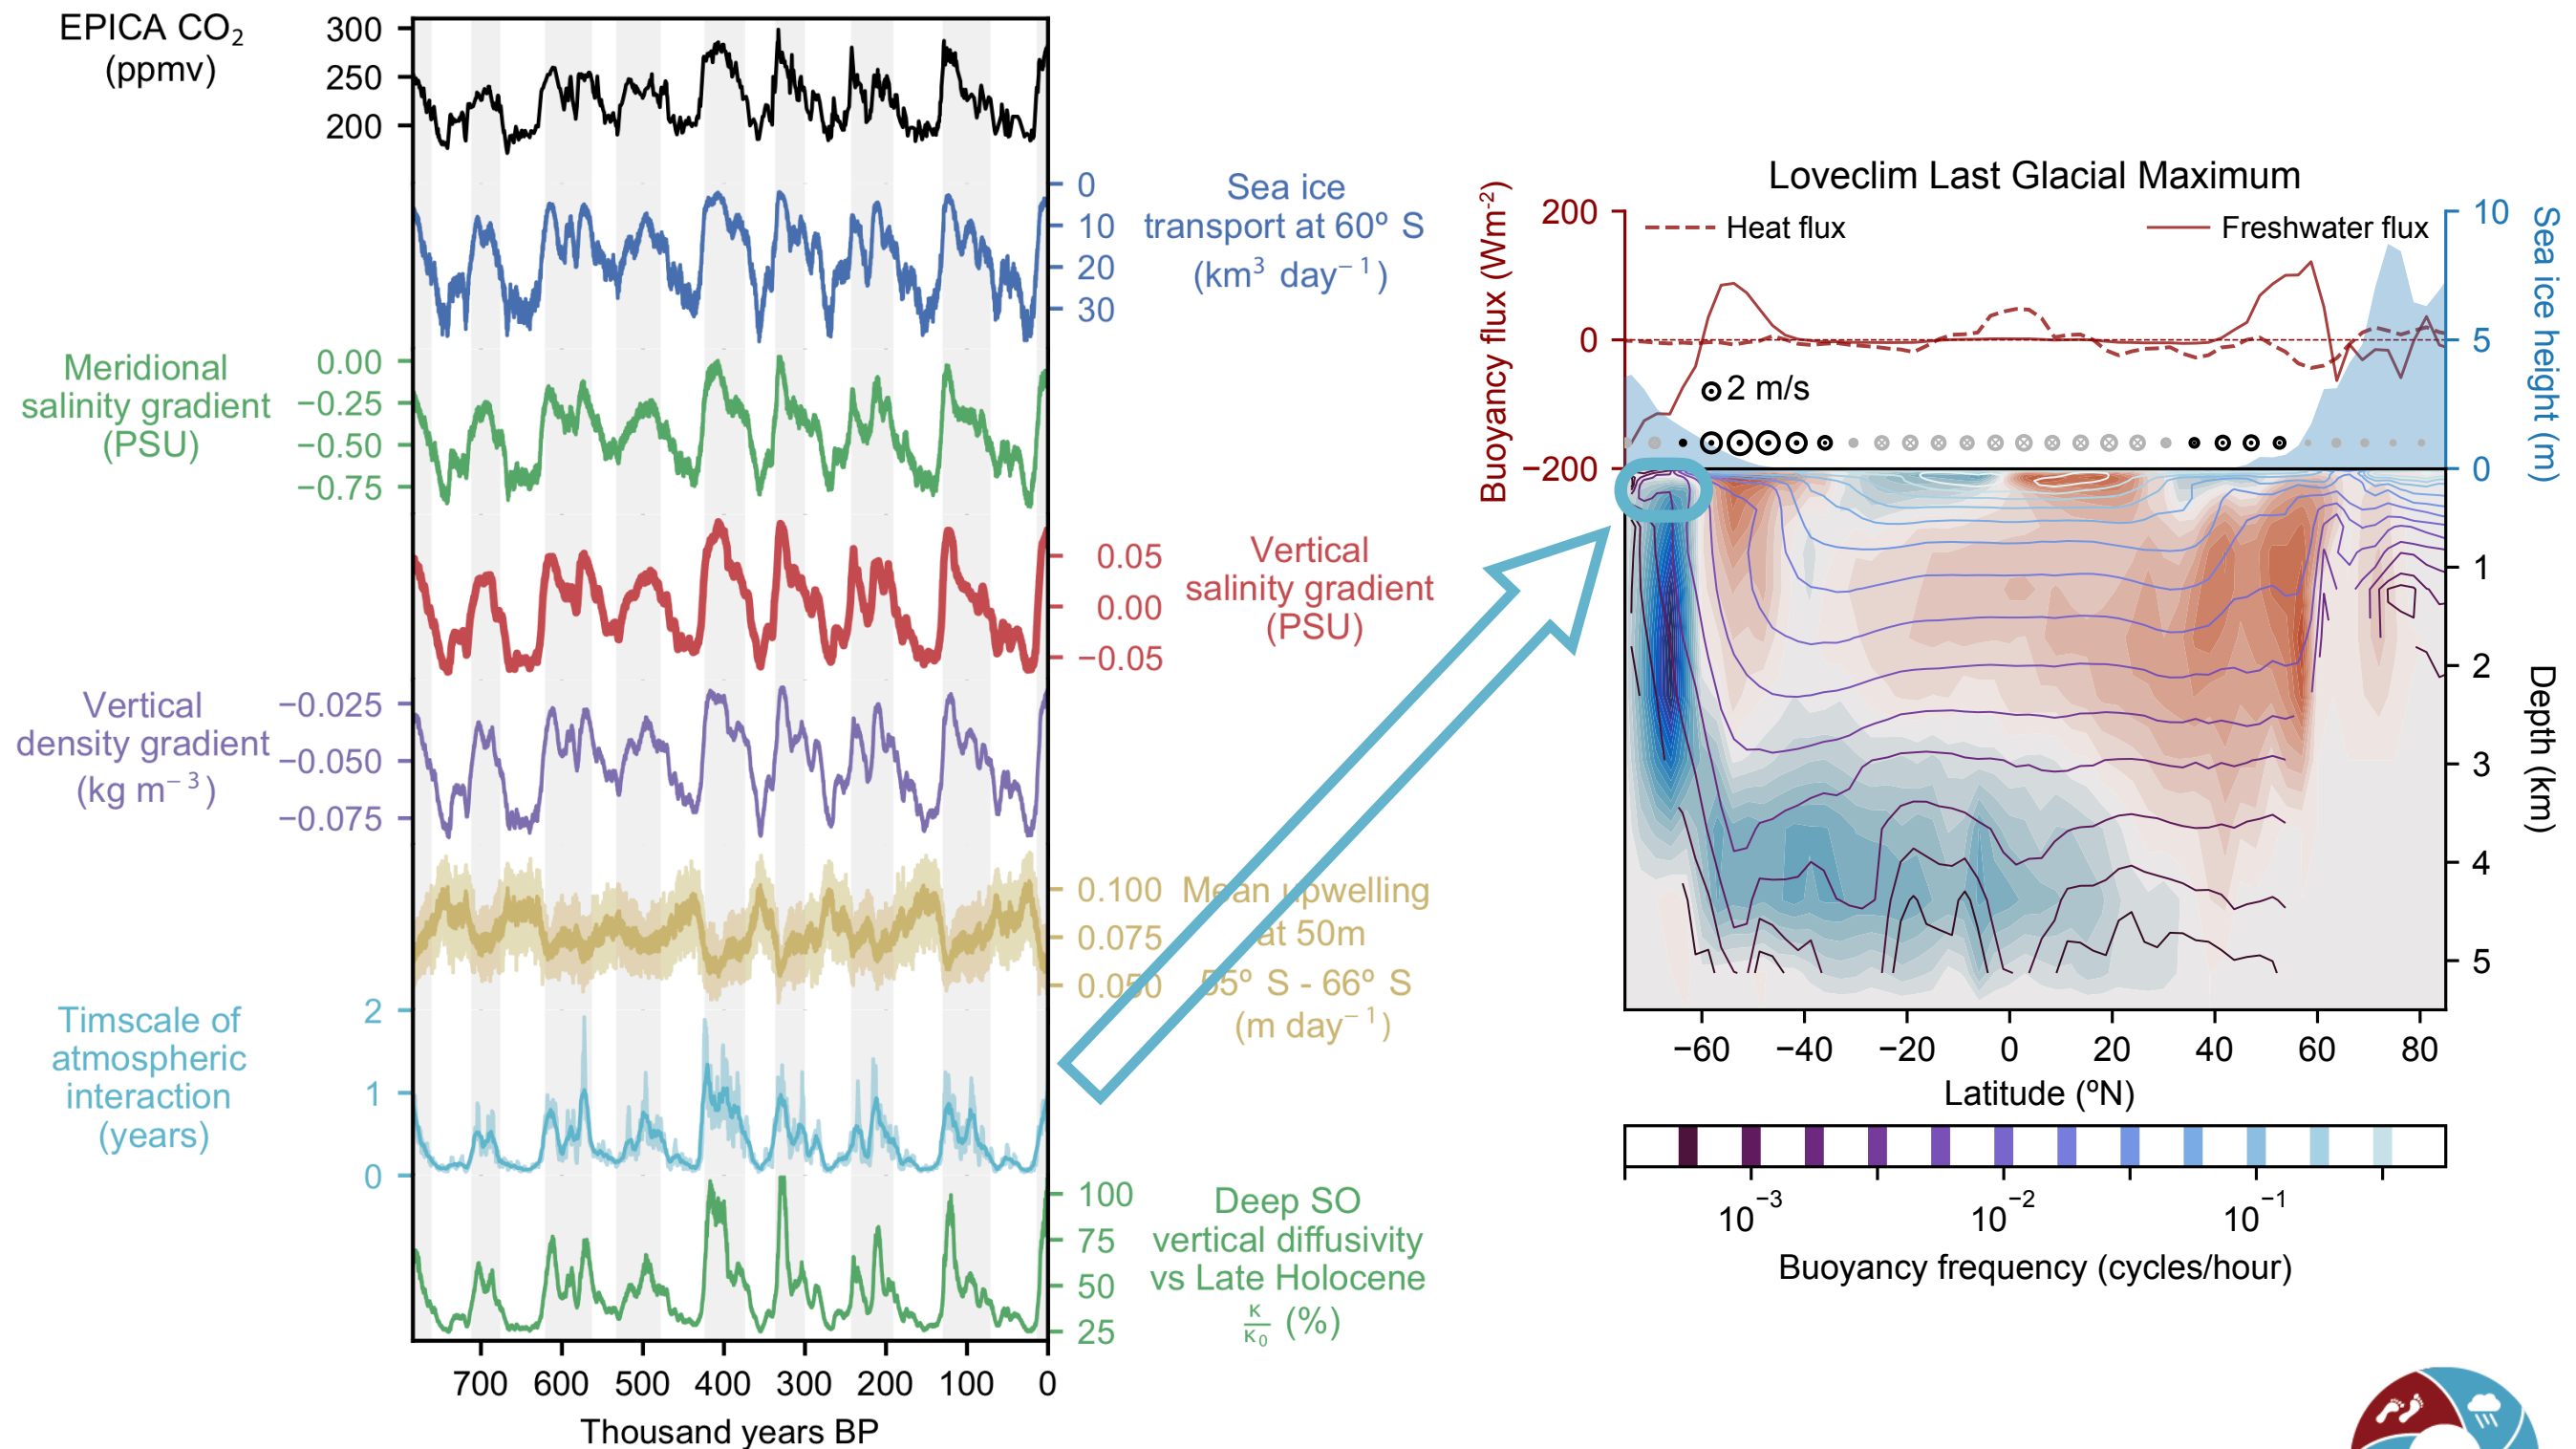 EPICA CO₂
(ppmv)
300
250
200
0
10
20
30
Sea ice
transport at 60º S
(km³ day⁻¹)
Meridional
salinity gradient
(PSU)
0.00
−0.25
−0.50
−0.75
0.05
0.00
−0.05
Vertical
salinity gradient
(PSU)
Vertical
density gradient
(kg m⁻³)
−0.025
−0.050
−0.075
0.100
0.075
0.050
Mean upwelling
at 50m
55º S - 66º S
(m day⁻¹)
Timscale of
atmospheric
interaction
(years)
2
1
0
100
75
50
25
Deep SO
vertical diffusivity
vs Late Holocene
κ/κ₀ (%)
700 600 500 400 300 200 100 0
Thousand years BP
Loveclim Last Glacial Maximum
Buoyancy flux (Wm⁻²)
200
0
−200
Heat flux
Freshwater flux
2 m/s
10
5
0
Sea ice height (m)
0
1
2
3
4
5
Depth (km)
−60 −40 −20 0 20 40 60 80
Latitude (ºN)
10⁻³ 10⁻² 10⁻¹
Buoyancy frequency (cycles/hour)